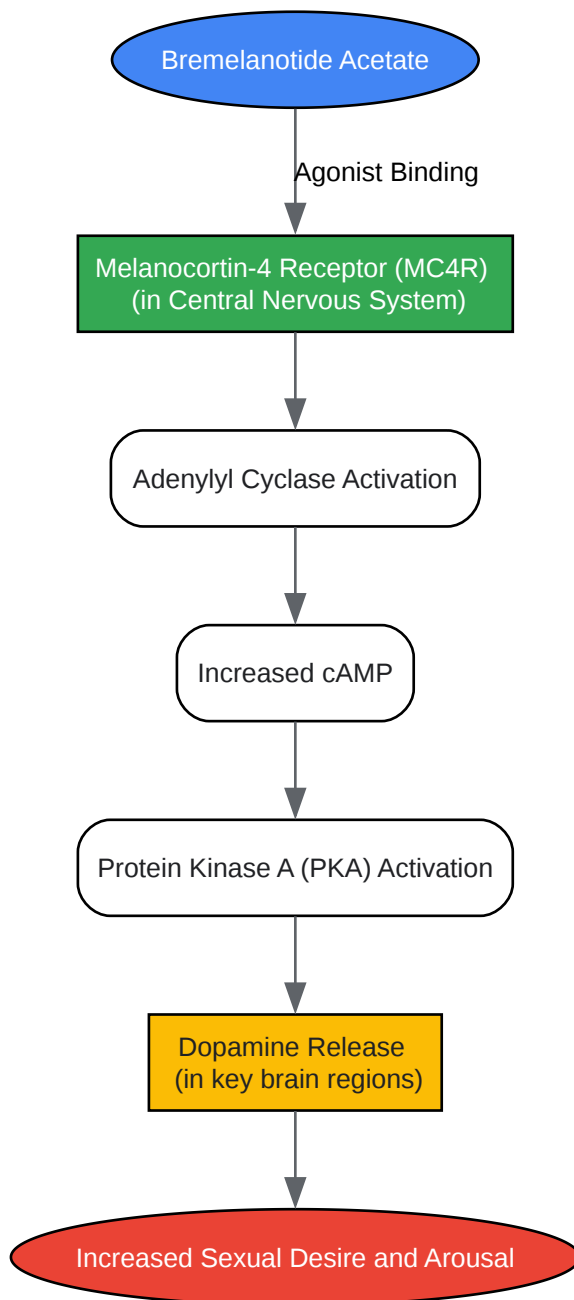 Bremelanotide Acetate
Agonist Binding
Melanocortin-4 Receptor (MC4R)
(in Central Nervous System)
Adenylyl Cyclase Activation
Increased cAMP
Protein Kinase A (PKA) Activation
Dopamine Release
(in key brain regions)
Increased Sexual Desire and Arousal